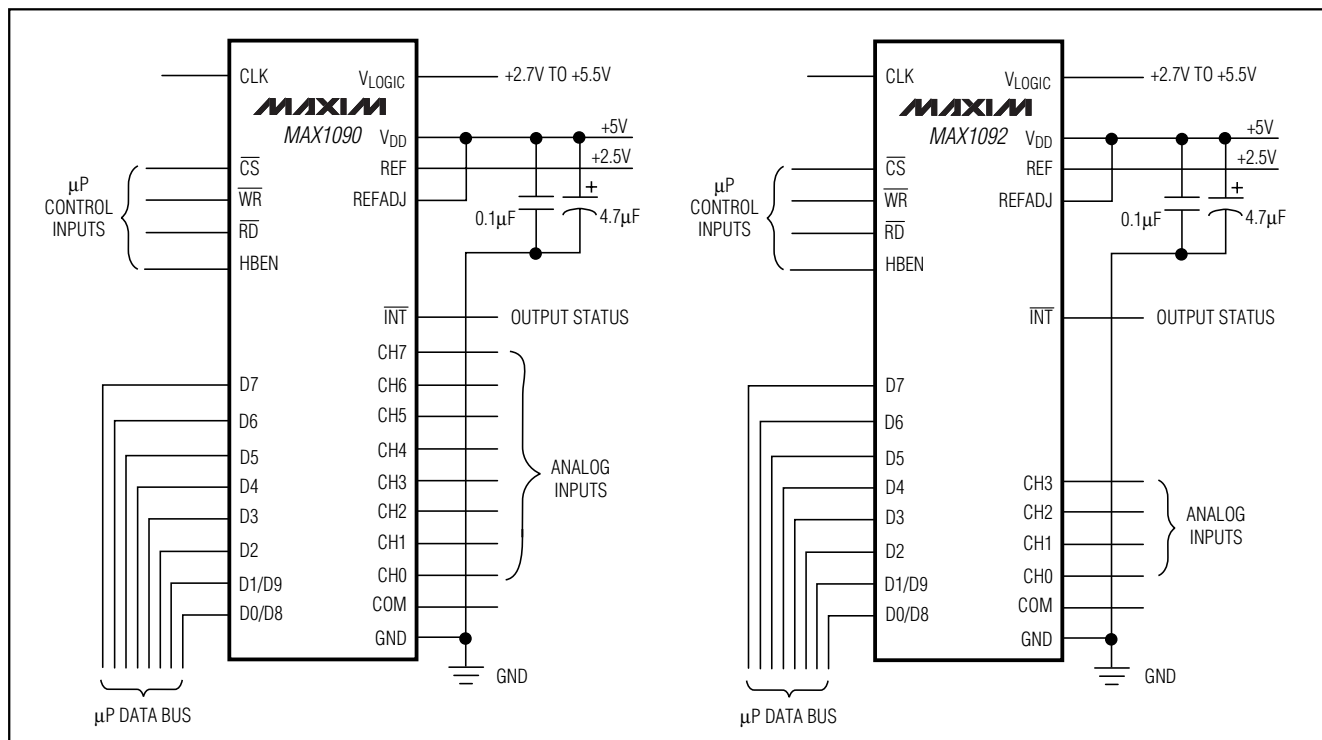 CLK
VLOGIC
+2.7V TO +5.5V
MAXIM
MAX1090
VDD
+5V
CS
REF
+2.5V
µP
CONTROL
INPUTS
WR
REFADJ
+
0.1µF
4.7µF
RD
HBEN
INT
OUTPUT STATUS
CH7
D7
CH6
D6
CH5
D5
CH4
ANALOG
INPUTS
D4
CH3
D3
CH2
D2
CH1
D1/D9
CH0
D0/D8
COM
GND
GND
µP DATA BUS
CLK
VLOGIC
+2.7V TO +5.5V
MAXIM
MAX1092
VDD
+5V
CS
REF
+2.5V
µP
CONTROL
INPUTS
WR
REFADJ
+
0.1µF
4.7µF
RD
HBEN
INT
OUTPUT STATUS
D7
D6
D5
D4
CH3
D3
CH2
ANALOG
INPUTS
D2
CH1
D1/D9
CH0
D0/D8
COM
GND
GND
µP DATA BUS